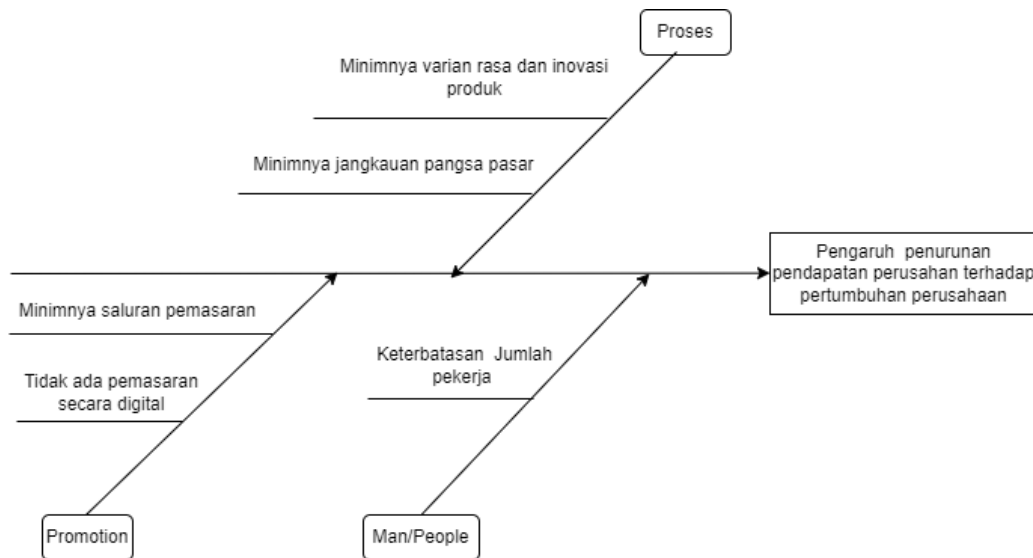 Proses
Minimnya varian rasa dan inovasi
produk
Minimnya jangkauan pangsa pasar
Pengaruh penurunan
pendapatan perusahan terhadap
pertumbuhan perusahaan
Minimnya saluran pemasaran
Keterbatasan Jumlah
pekerja
Tidak ada pemasaran
secara digital
Promotion
Man/People